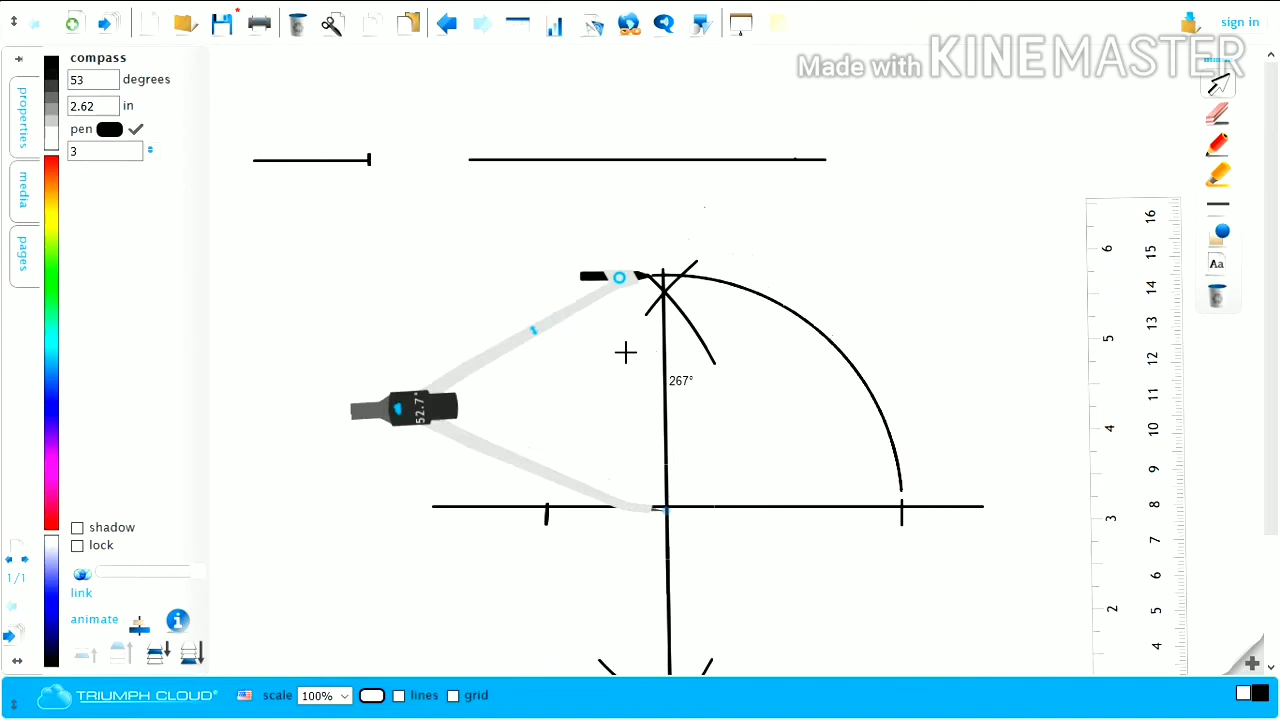 sign in
Made with KINEMASTER
compass
53 degrees
2.62 in
pen
3
properties
media
pages
shadow
lock
1/1
link
animate
Aa
52.7°
267°
6
5
4
3
2
16
15
14
13
12
11
10
9
8
7
6
5
4
TRIUMPH CLOUD®
scale 100% lines grid